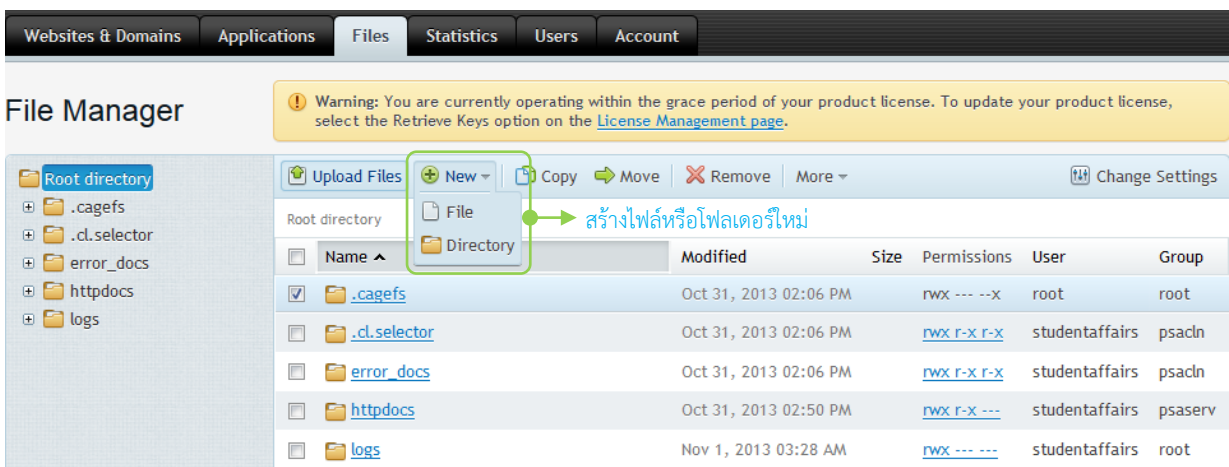 Websites & Domains Applications Files Statistics Users Account
File Manager
Warning: You are currently operating within the grace period of your product license. To update your product license,
select the Retrieve Keys option on the License Management page.
Root directory
.cagefs
.cl.selector
error_docs
httpdocs
logs
Upload Files New Copy Move Remove More Change Settings
Root directory
File
Directory
สร้างไฟล์หรือโฟลเดอร์ใหม่
Name Modified Size Permissions User Group
.cagefs Oct 31, 2013 02:06 PM rwx --- --x root root
.cl.selector Oct 31, 2013 02:06 PM rwx r-x r-x studentaffairs psacln
error_docs Oct 31, 2013 02:06 PM rwx r-x r-x studentaffairs psacln
httpdocs Oct 31, 2013 02:50 PM rwx r-x --- studentaffairs psaserv
logs Nov 1, 2013 03:28 AM rwx --- --- studentaffairs root